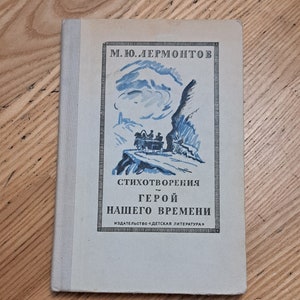 М.Ю.ЛЕРМОНТОВ
СТИХОТВОРЕНИЯ
ГЕРОЙ
НАШЕГО ВРЕМЕНИ
ИЗДАТЕЛЬСТВО «ДЕТСКАЯ ЛИТЕРАТУРА»